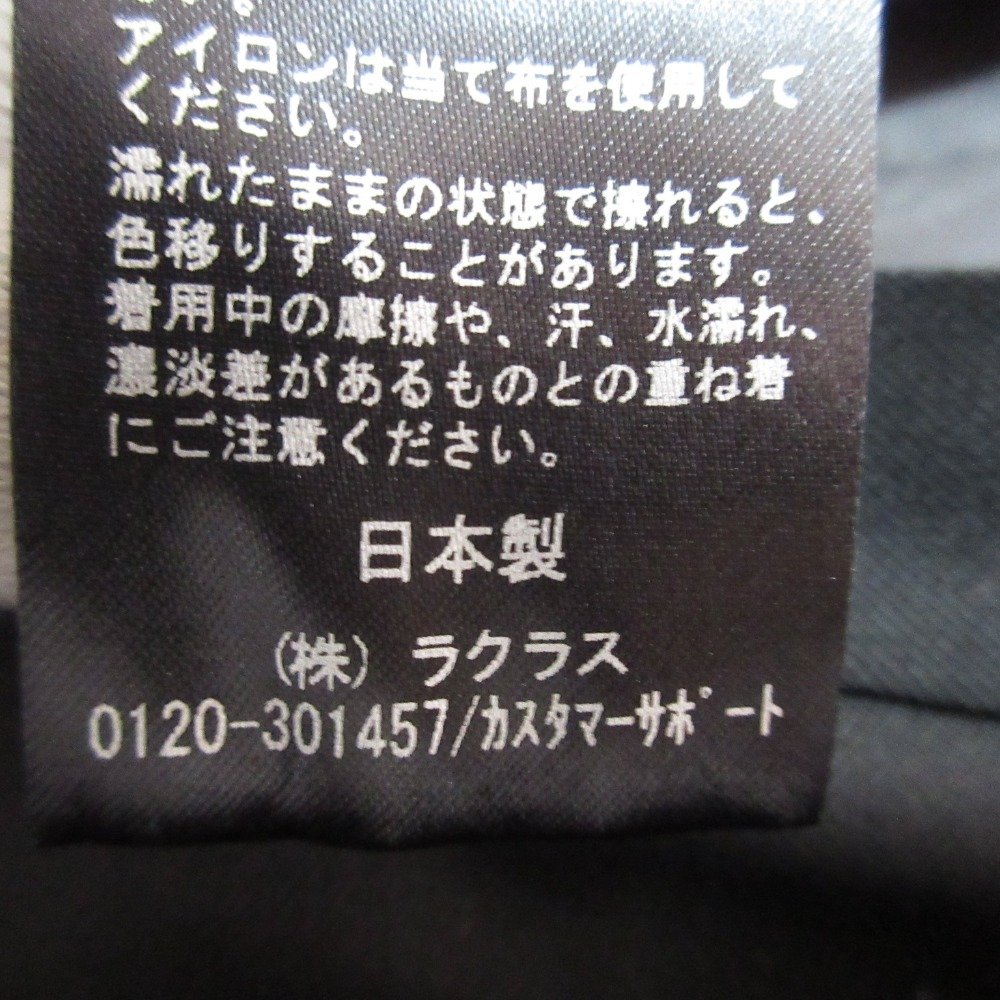 アイロンは当て布を使用して
ください。
濡れたままの状態で擦れると、
色移りすることがあります。
着用中の摩擦や、汗、水濡れ、
濃淡差があるものとの重ね着
にご注意ください。
日本製
(株) ラクラス
0120-301457/ｶｽﾀﾏｰｻﾎﾟｰﾄ